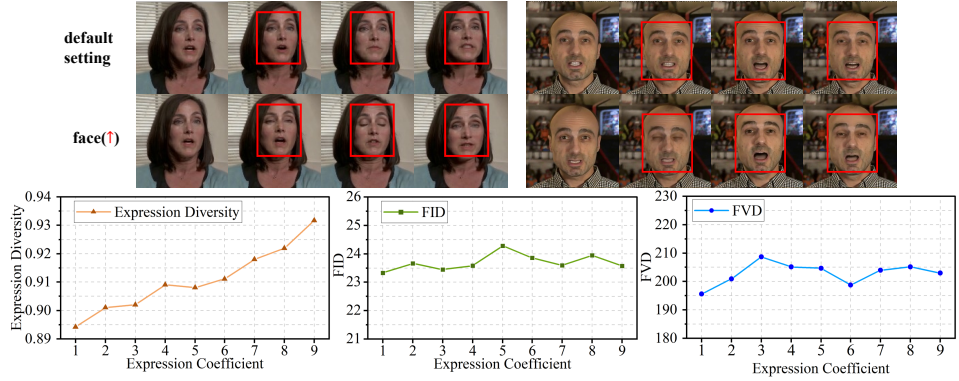 default
setting
face(↑)
0.94
0.93
0.92
0.91
0.90
0.89
Expression Diversity
Expression Diversity
1 2 3 4 5 6 7 8 9
Expression Coefficient
26
25
24
23
22
21
FID
FID
1 2 3 4 5 6 7 8 9
Expression Coefficient
230
220
210
200
190
180
FVD
FVD
1 2 3 4 5 6 7 8 9
Expression Coefficient